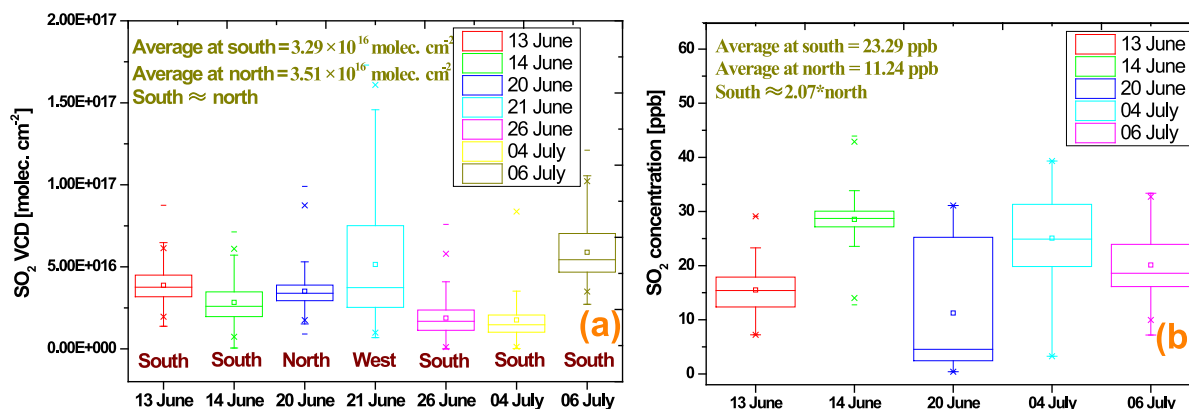 2.00E+017
1.50E+017
1.00E+017
5.00E+016
0.00E+000
SO2 VCD [molec. cm-2]
Average at south = 3.29 × 10^16 molec. cm-2
Average at north = 3.51 × 10^16 molec. cm-2
South ≈ north
13 June
14 June
20 June
21 June
26 June
04 July
06 July
(a)
South South North West South South South
13 June 14 June 20 June 21 June 26 June 04 July 06 July
60
50
40
30
20
10
0
SO2 concentration [ppb]
Average at south = 23.29 ppb
Average at north = 11.24 ppb
South ≈ 2.07*north
13 June
14 June
20 June
04 July
06 July
(b)
13 June 14 June 20 June 04 July 06 July